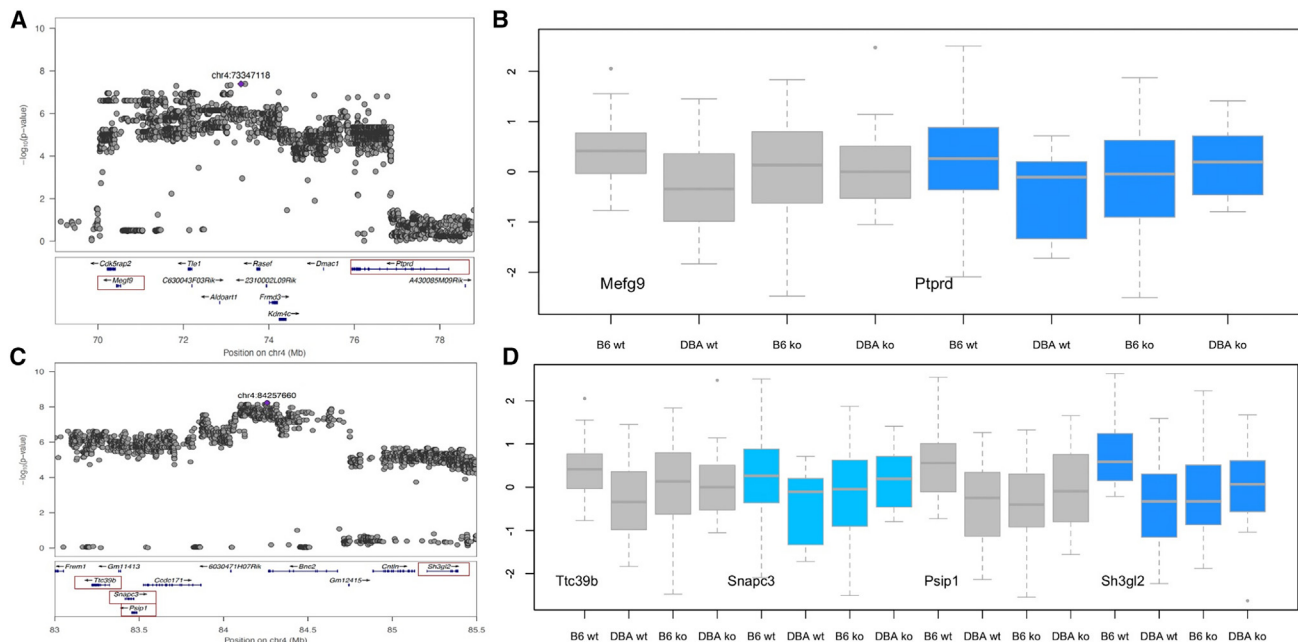 A
chr4:73347118
−log10(p−value)
10
8
6
4
2
0
Cdk5rap2
Tle1
Rasef
Dmac1
Ptprd
Megf9
C630043F03Rik
2310002L09Rik
A430085M09Rik
Aldoart1
Frmd3
Kdm4c
70
72
74
76
78
Position on chr4 (Mb)
B
2
1
0
-1
-2
Mefg9
Ptprd
B6 wt
DBA wt
B6 ko
DBA ko
B6 wt
DBA wt
B6 ko
DBA ko
C
chr4:84257660
−log10(p−value)
10
8
6
4
2
0
Frem1
Gm11413
6030471H07Rik
Bnc2
Cntln
Sh3gl2
Ttc39b
Ccdc171
Gm12415
Snapc3
Psip1
83
83.5
84
84.5
85
85.5
Position on chr4 (Mb)
D
2
1
0
-1
-2
Ttc39b
Snapc3
Psip1
Sh3gl2
B6 wt
DBA wt
B6 ko
DBA ko
B6 wt
DBA wt
B6 ko
DBA ko
B6 wt
DBA wt
B6 ko
DBA ko
B6 wt
DBA wt
B6 ko
DBA ko